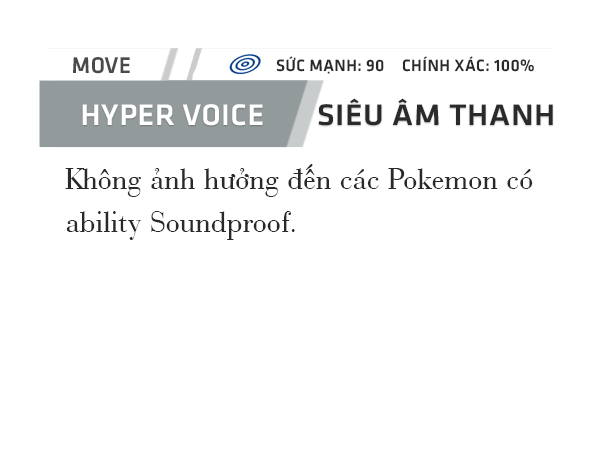 MOVE
SỨC MẠNH: 90 CHÍNH XÁC: 100%
HYPER VOICE
SIÊU ÂM THANH
Không ảnh hưởng đến các Pokemon có
ability Soundproof.